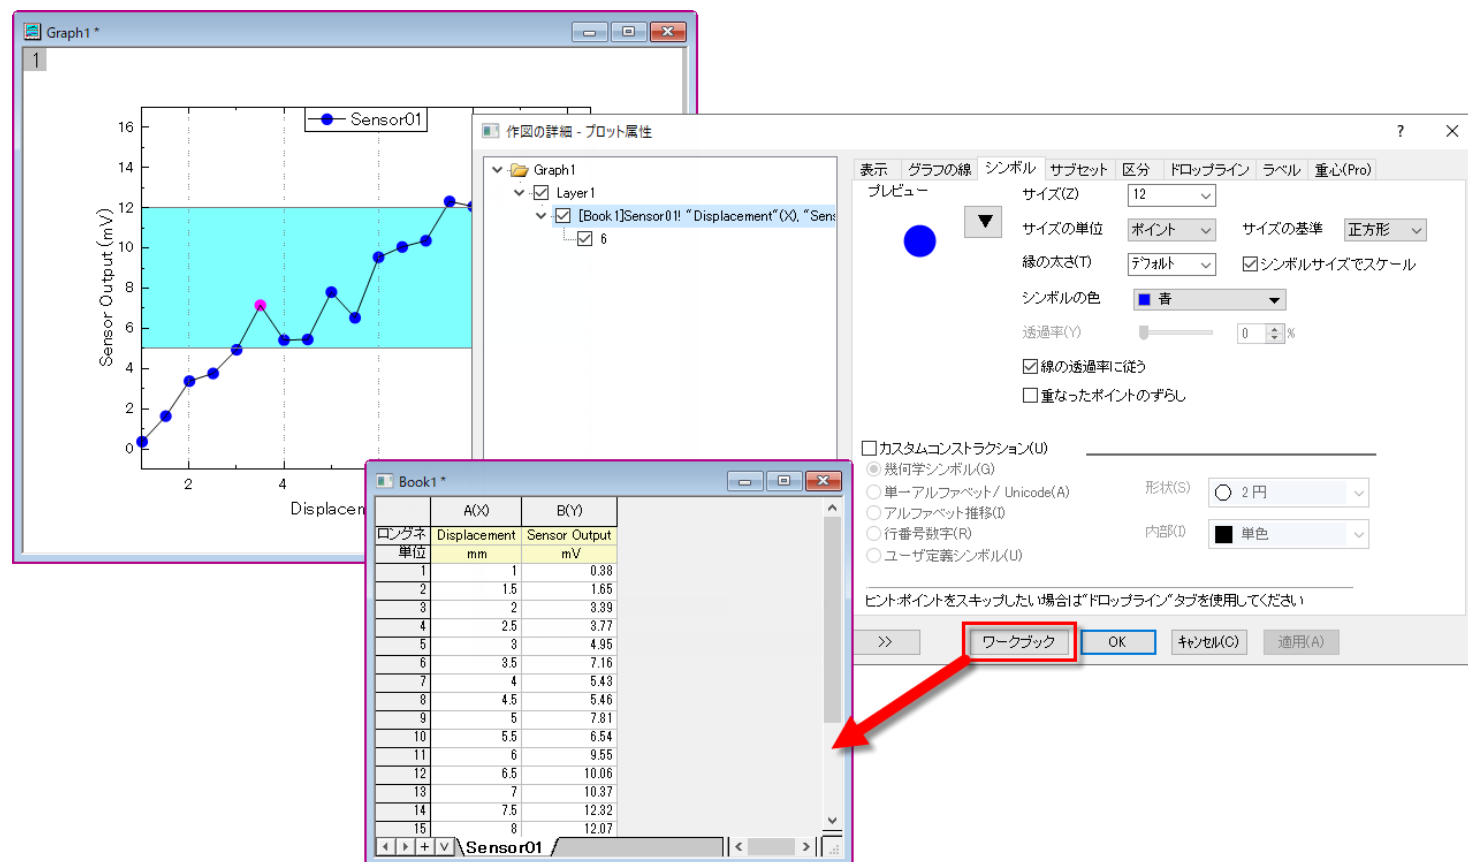 Graph1 *
1
Sensor01
16
14
12
10
8
6
4
2
0
Sensor Output (mV)
2
4
Displacen
作図の詳細 - プロット属性
?
Graph1
Layer1
[Book1]Sensor01! "Displacement"(X), "Sens
6
表示 グラフの線 シンボル サブセット 区分 ドロップライン ラベル 重心(Pro)
プレビュー
サイズ(Z) 12
サイズの単位 ポイント サイズの基準 正方形
縁の太さ(T) デフォルト シンボルサイズでスケール
シンボルの色 青
透過率(Y) 0 %
線の透過率に従う
重なったポイントのずらし
カスタムコンストラクション(U)
幾何学シンボル(G)
単一アルファベット/ Unicode(A)
アルファベット推移(I)
行番号数字(R)
ユーザ定義シンボル(U)
形状(S) 2 円
内部(I) 単色
ヒント:ポイントをスキップしたい場合は"ドロップライン"タブを使用してください
>> ワークブック OK キャンセル(C) 適用(A)
Book1 *
A(X) B(Y)
ロングネ Displacement Sensor Output
単位 mm mV
1 1 0.38
2 1.5 1.65
3 2 3.39
4 2.5 3.77
5 3 4.95
6 3.5 7.16
7 4 5.43
8 4.5 5.46
9 5 7.81
10 5.5 6.54
11 6 9.55
12 6.5 10.06
13 7 10.37
14 7.5 12.32
15 8 12.07
Sensor01